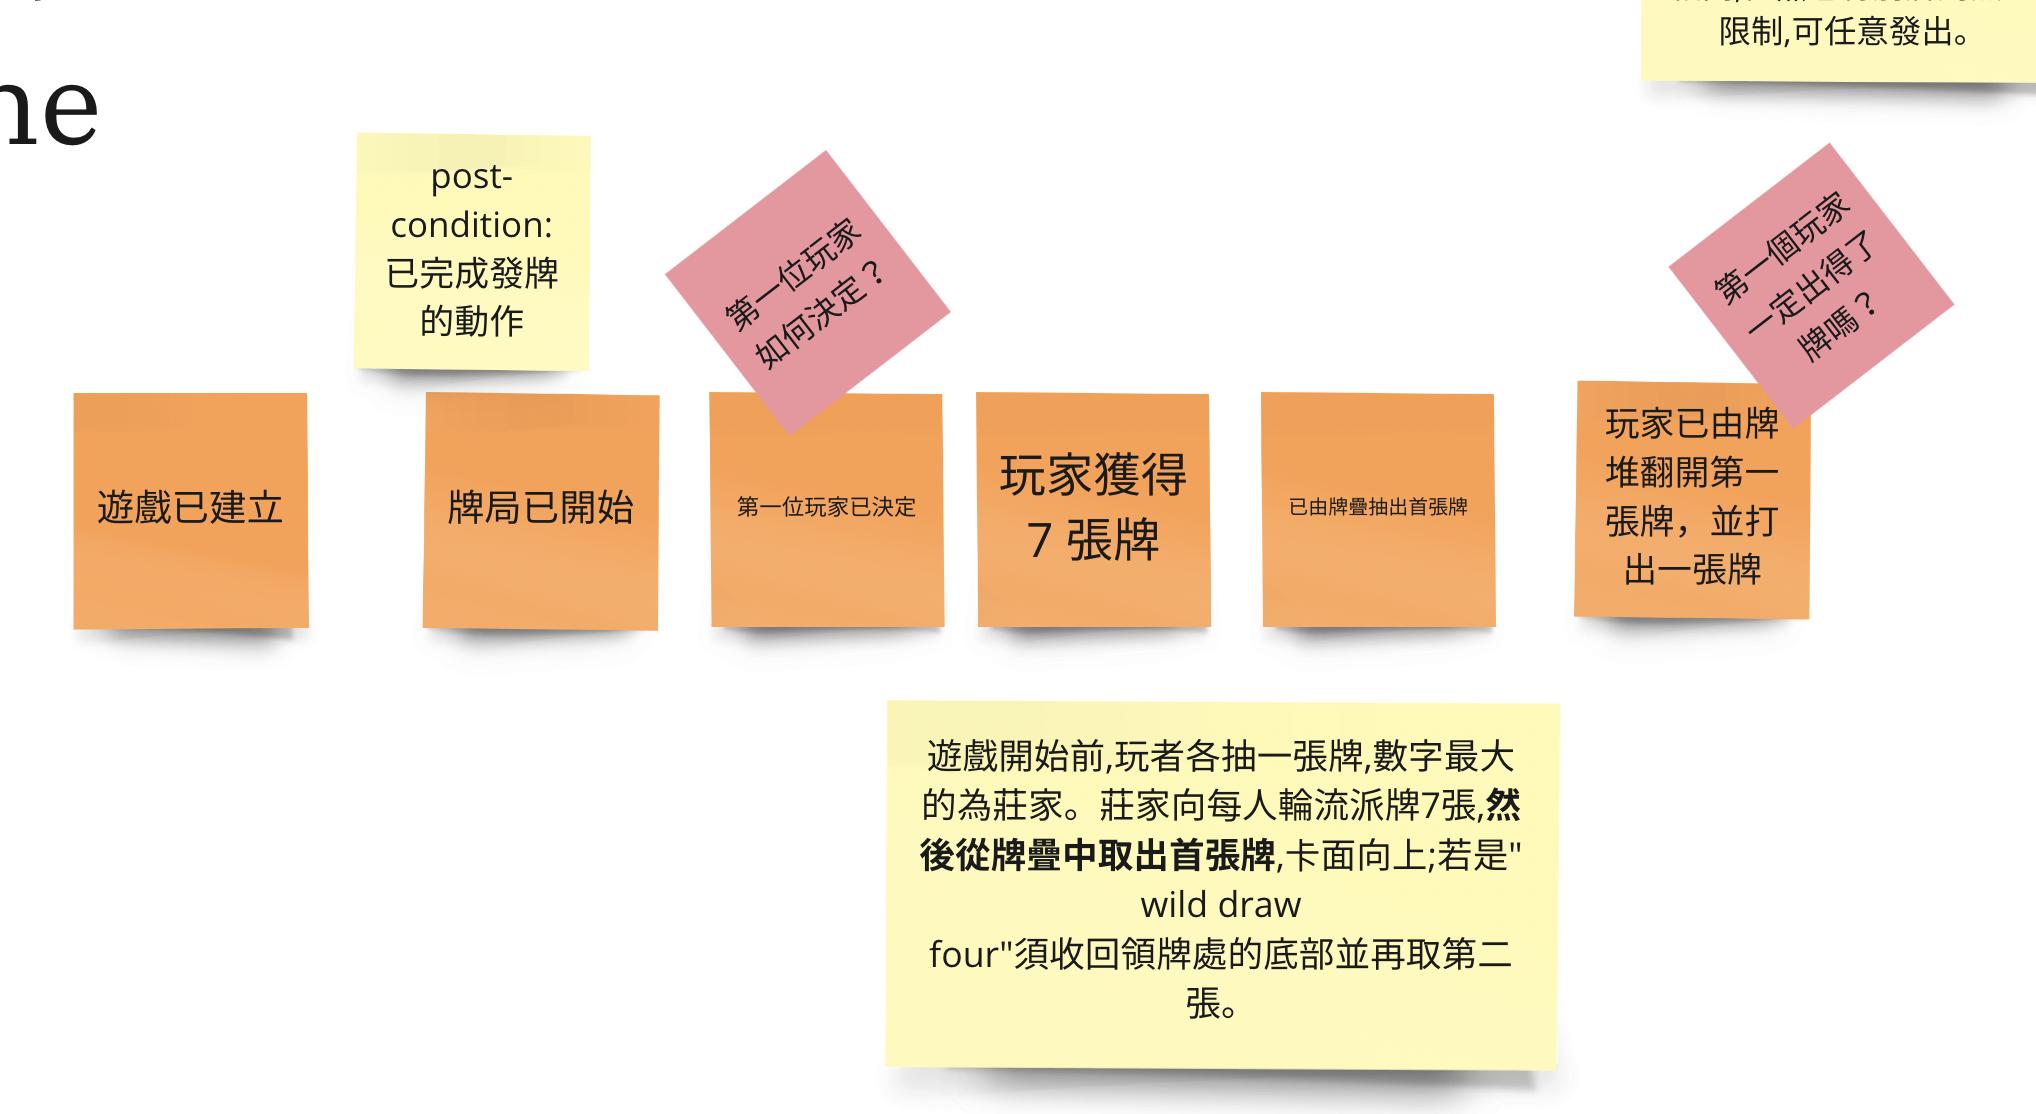 限制,可任意發出。
ne
post-
condition:
已完成發牌
的動作
第一位玩家
如何決定？
第一個玩家
一定出得了
牌嗎？
遊戲已建立
牌局已開始
第一位玩家已決定
玩家獲得
7 張牌
已由牌疊抽出首張牌
玩家已由牌
堆翻開第一
張牌，並打
出一張牌
遊戲開始前,玩者各抽一張牌,數字最大
的為莊家。莊家向每人輪流派牌7張,然
後從牌疊中取出首張牌,卡面向上;若是"
wild draw
four"須收回領牌處的底部並再取第二
張。